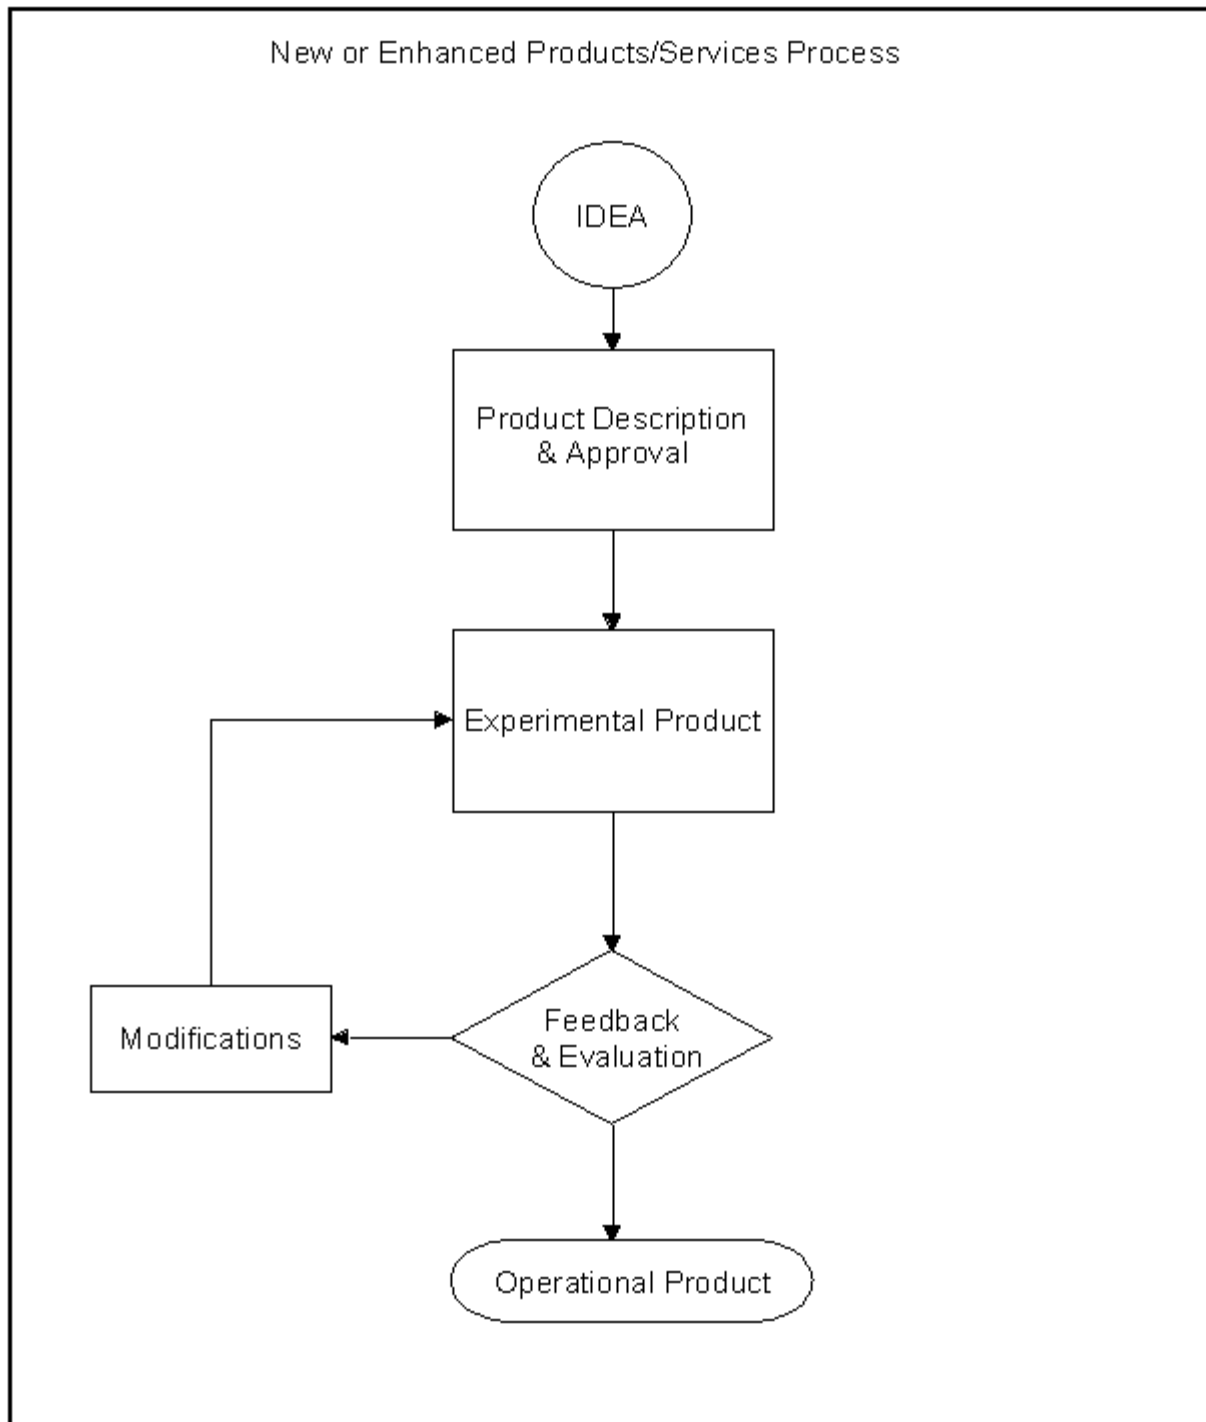 New or Enhanced Products/Services Process
IDEA
Product Description
& Approval
Experimental Product
Feedback
& Evaluation
Modifications
Operational Product